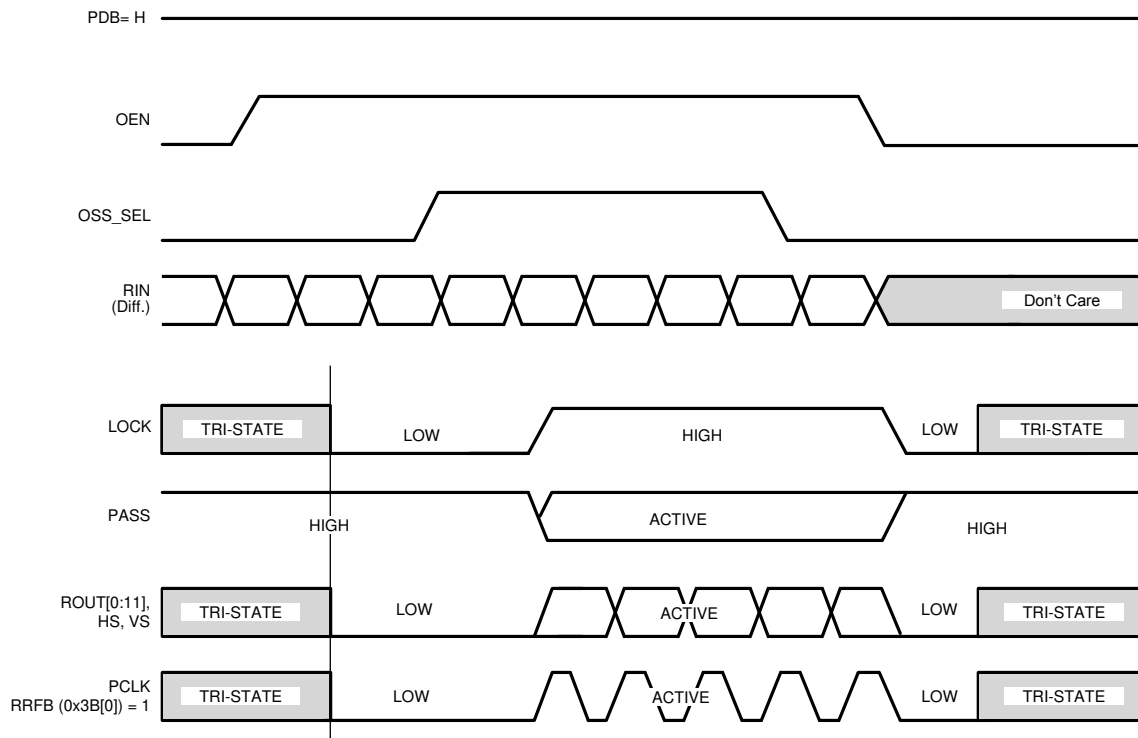 PDB= H
OEN
OSS_SEL
RIN
(Diff.)
Don't Care
LOCK
TRI-STATE
LOW
HIGH
LOW
TRI-STATE
PASS
HIGH
ACTIVE
HIGH
ROUT[0:11],
HS, VS
TRI-STATE
LOW
ACTIVE
LOW
TRI-STATE
PCLK
RRFB (0x3B[0]) = 1
TRI-STATE
LOW
ACTIVE
LOW
TRI-STATE